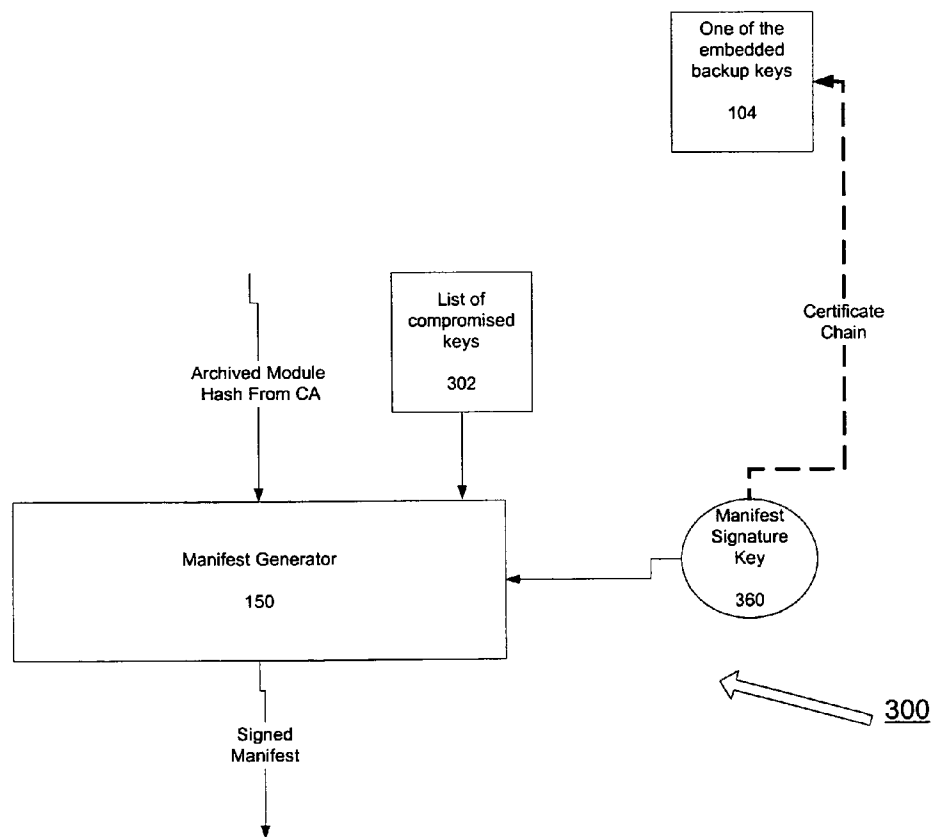 One of the
embedded
backup keys
104
List of
compromised
keys
302
Certificate
Chain
Archived Module
Hash From CA
Manifest
Signature
Key
360
Manifest Generator
150
300
Signed
Manifest